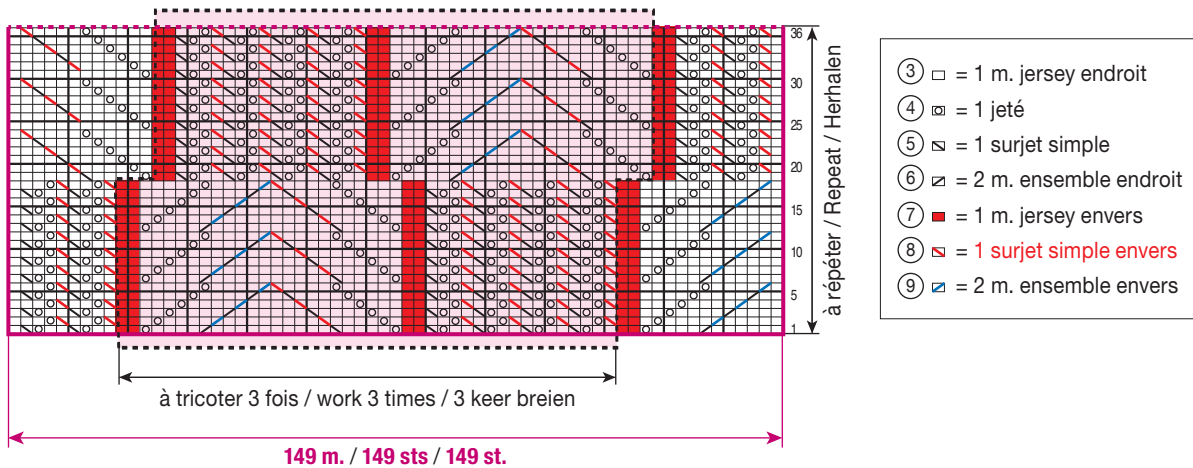 36
30
25
20
15
10
5
1
à répéter / Repeat / Herhalen
à tricoter 3 fois / work 3 times / 3 keer breien
149 m. / 149 sts / 149 st.
3 = 1 m. jersey endroit
4 = 1 jeté
5 = 1 surjet simple
6 = 2 m. ensemble endroit
7 = 1 m. jersey envers
8 = 1 surjet simple envers
9 = 2 m. ensemble envers